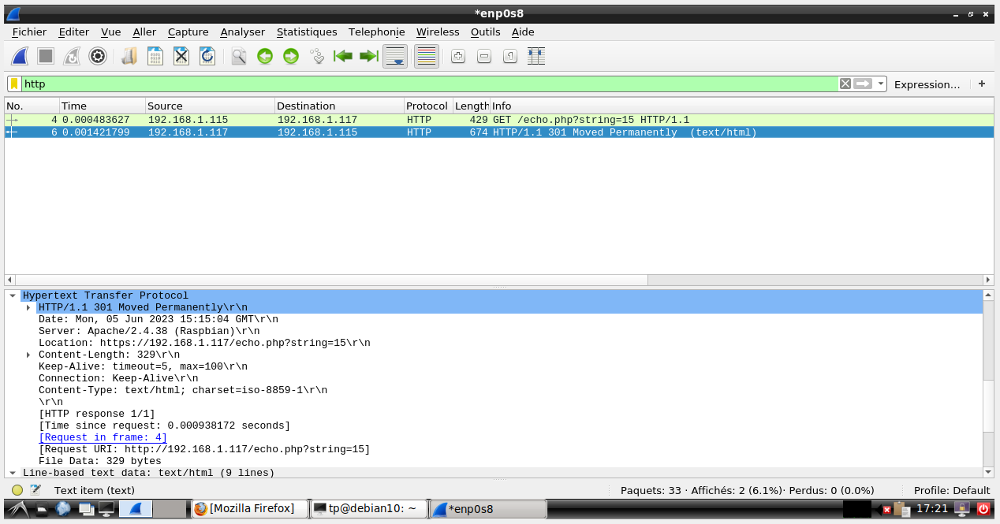 *enp0s8
Fichier Editer Vue Aller Capture Analyser Statistiques Telephonie Wireless Outils Aide
http Expression… +
No. Time Source Destination Protocol Length Info
4 0.000483627 192.168.1.115 192.168.1.117 HTTP 429 GET /echo.php?string=15 HTTP/1.1
6 0.001421799 192.168.1.117 192.168.1.115 HTTP 674 HTTP/1.1 301 Moved Permanently (text/html)
Hypertext Transfer Protocol
HTTP/1.1 301 Moved Permanently\r\n
Date: Mon, 05 Jun 2023 15:15:04 GMT\r\n
Server: Apache/2.4.38 (Raspbian)\r\n
Location: https://192.168.1.117/echo.php?string=15\r\n
Content-Length: 329\r\n
Keep-Alive: timeout=5, max=100\r\n
Connection: Keep-Alive\r\n
Content-Type: text/html; charset=iso-8859-1\r\n
\r\n
[HTTP response 1/1]
[Time since request: 0.000938172 seconds]
[Request in frame: 4]
[Request URI: http://192.168.1.117/echo.php?string=15]
File Data: 329 bytes
Line-based text data: text/html (9 lines)
Text item (text) Paquets: 33 · Affichés: 2 (6.1%)· Perdus: 0 (0.0%) Profile: Default
[Mozilla Firefox] tp@debian10: ~ *enp0s8 17:21